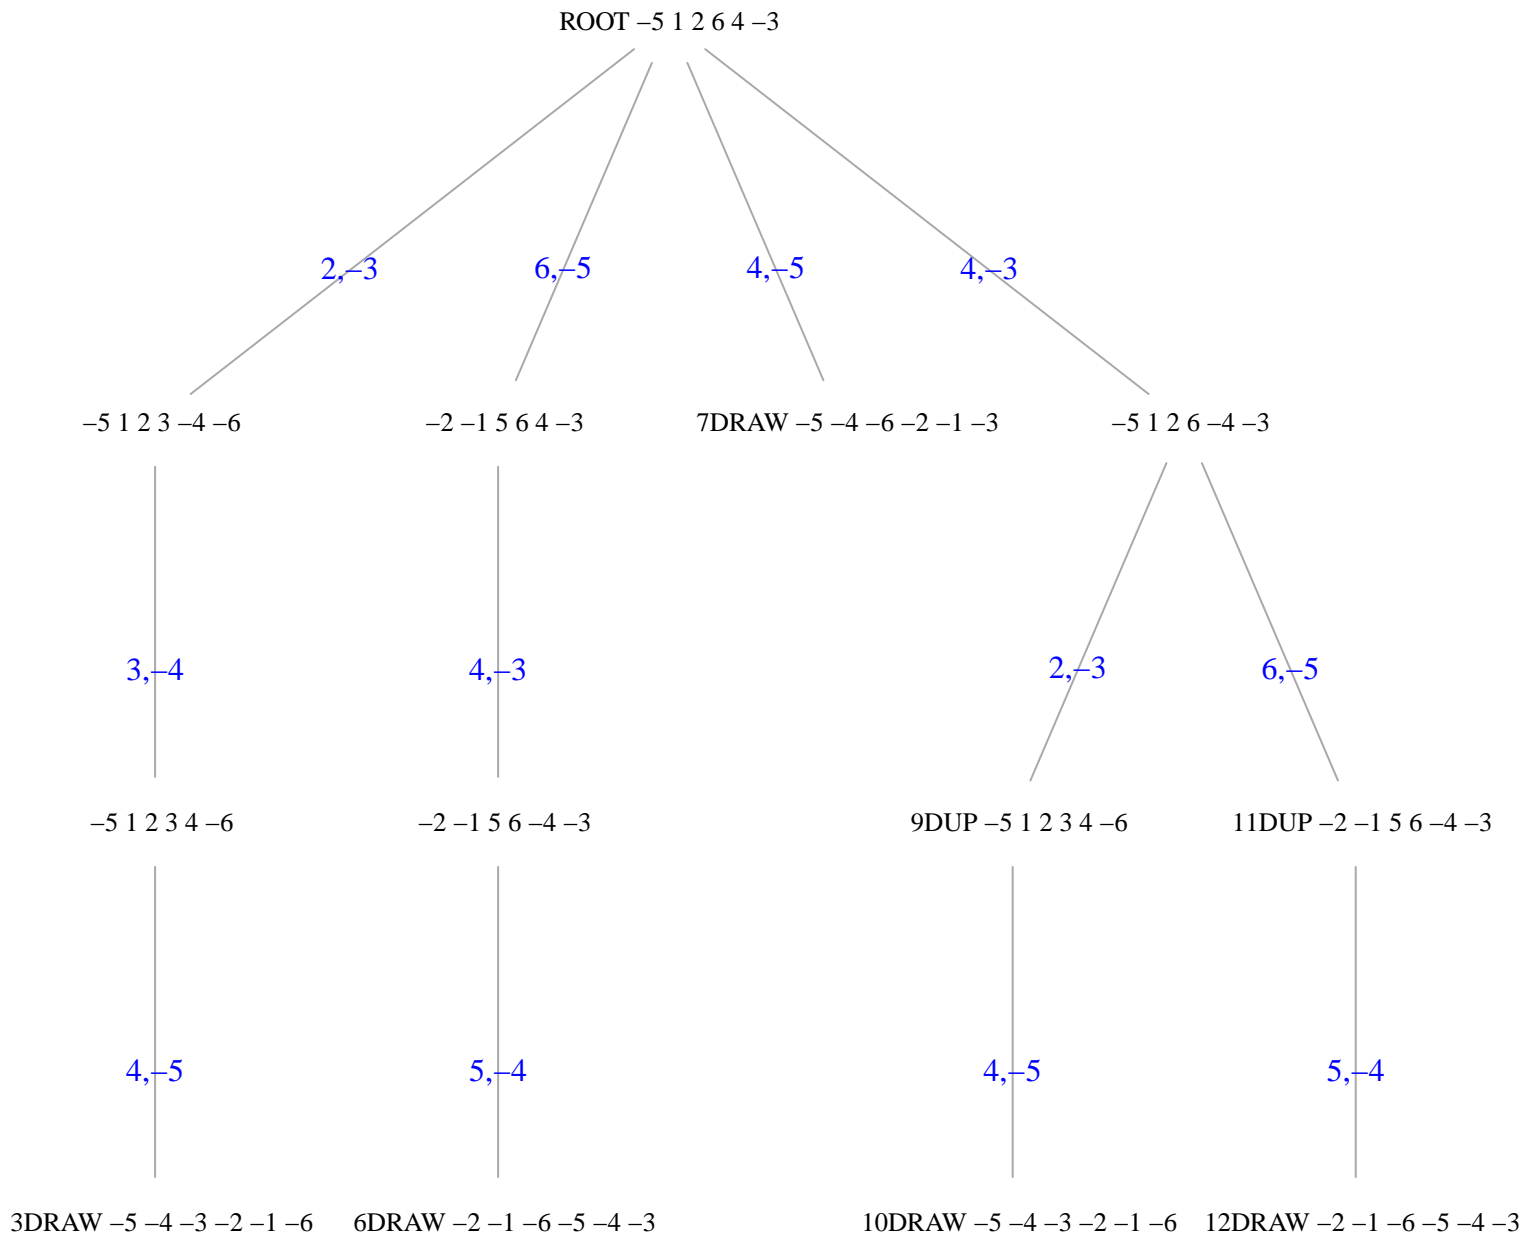 ROOT –5 1 2 6 4 –3
2,–3 6,–5 4,–5 4,–3
–5 1 2 3 –4 –6 –2 –1 5 6 4 –3 7DRAW –5 –4 –6 –2 –1 –3 –5 1 2 6 –4 –3
3,–4 4,–3 2,–3 6,–5
–5 1 2 3 4 –6 –2 –1 5 6 –4 –3 9DUP –5 1 2 3 4 –6 11DUP –2 –1 5 6 –4 –3
4,–5 5,–4 4,–5 5,–4
3DRAW –5 –4 –3 –2 –1 –6 6DRAW –2 –1 –6 –5 –4 –3 10DRAW –5 –4 –3 –2 –1 –6 12DRAW –2 –1 –6 –5 –4 –3